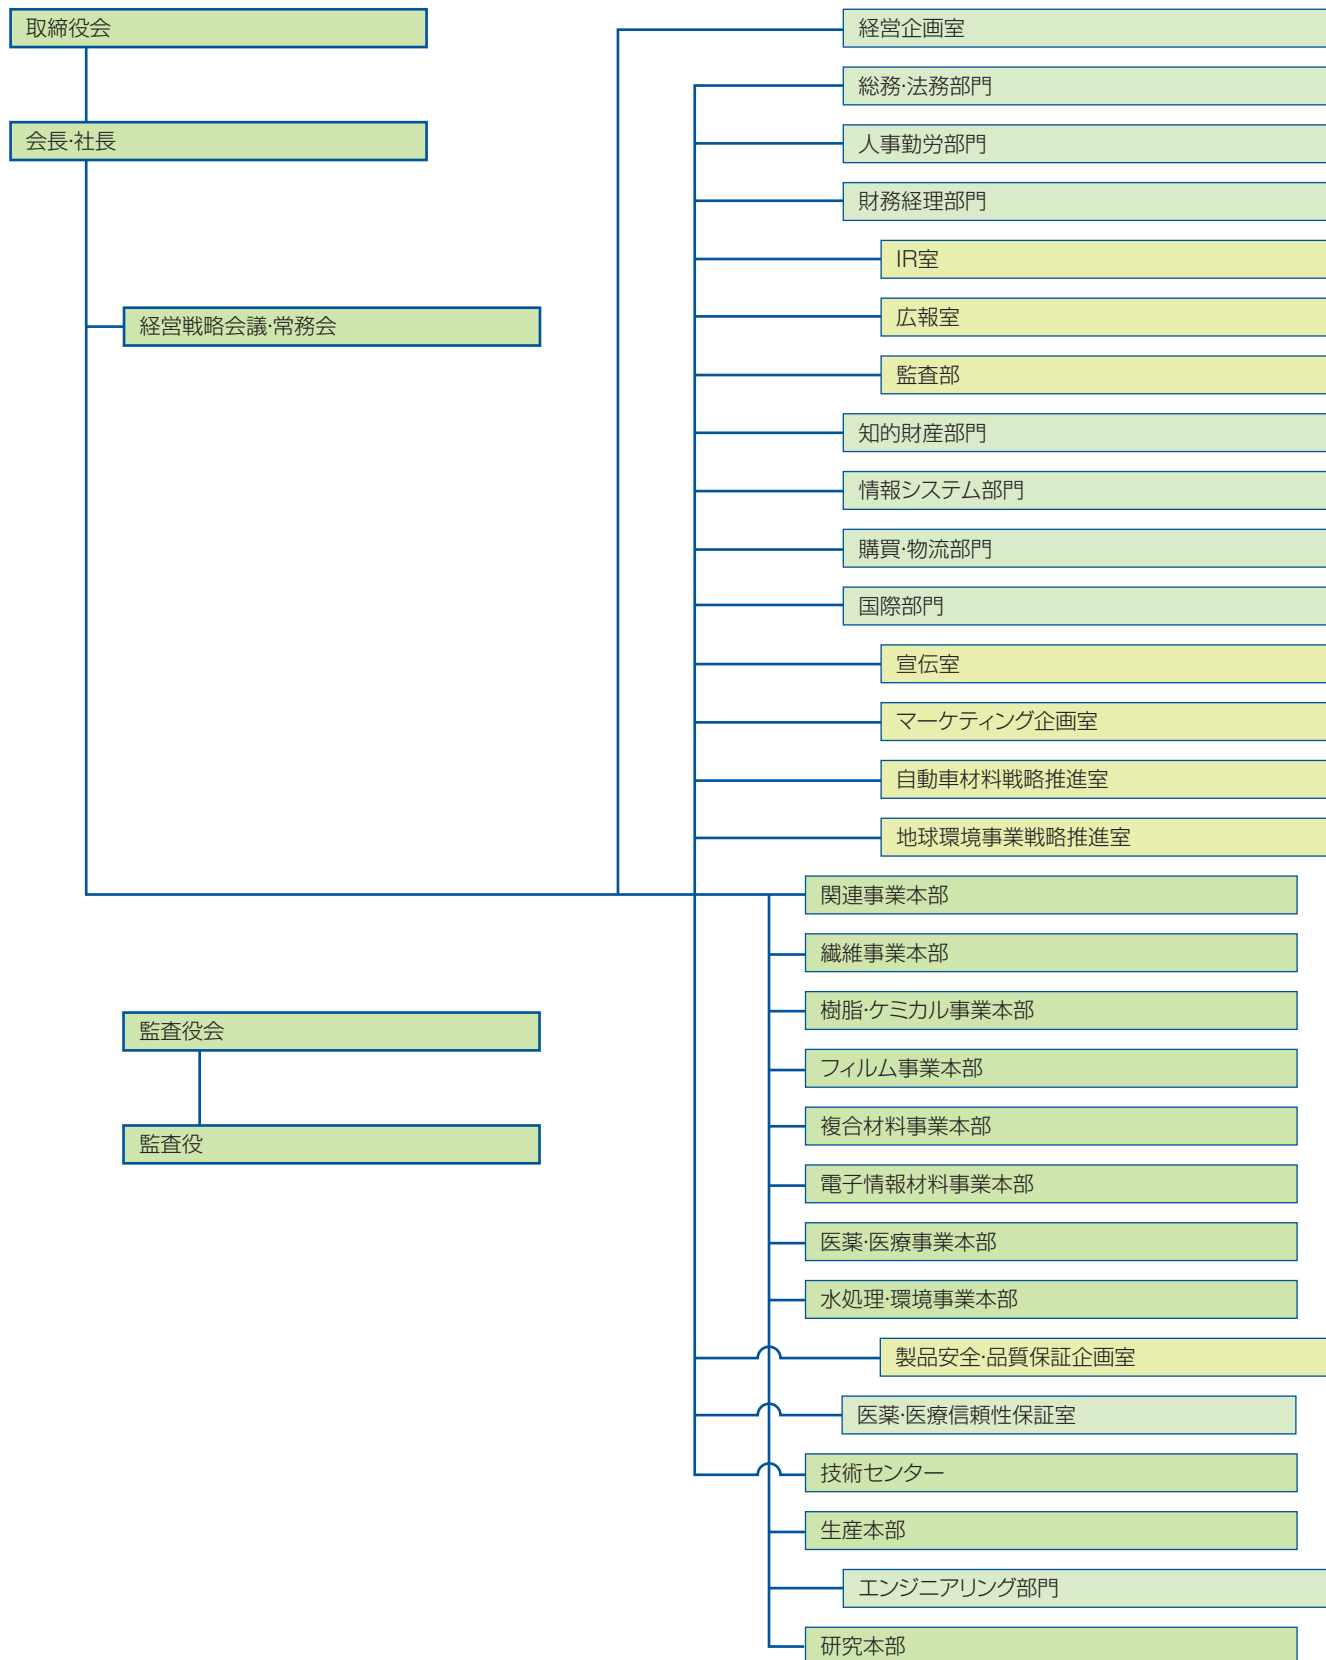 取締役会
会長・社長
経営戦略会議・常務会
監査役会
監査役
経営企画室
総務・法務部門
人事勤労部門
財務経理部門
IR室
広報室
監査部
知的財産部門
情報システム部門
購買・物流部門
国際部門
宣伝室
マーケティング企画室
自動車材料戦略推進室
地球環境事業戦略推進室
関連事業本部
繊維事業本部
樹脂・ケミカル事業本部
フィルム事業本部
複合材料事業本部
電子情報材料事業本部
医薬・医療事業本部
水処理・環境事業本部
製品安全・品質保証企画室
医薬・医療信頼性保証室
技術センター
生産本部
エンジニアリング部門
研究本部